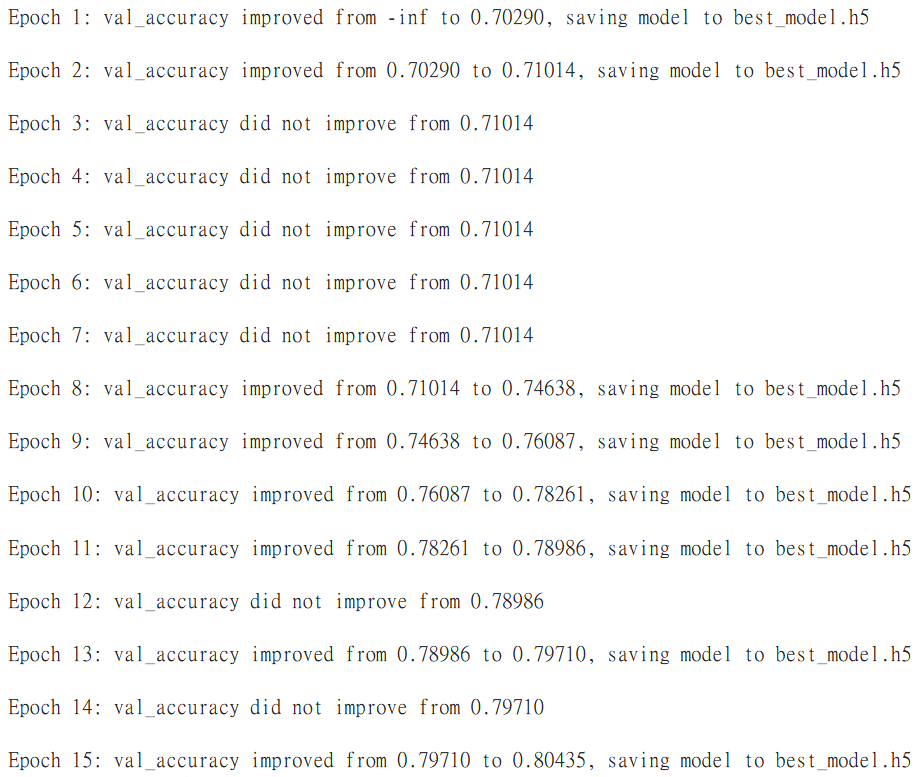 Epoch 1: val_accuracy improved from -inf to 0.70290, saving model to best_model.h5
Epoch 2: val_accuracy improved from 0.70290 to 0.71014, saving model to best_model.h5
Epoch 3: val_accuracy did not improve from 0.71014
Epoch 4: val_accuracy did not improve from 0.71014
Epoch 5: val_accuracy did not improve from 0.71014
Epoch 6: val_accuracy did not improve from 0.71014
Epoch 7: val_accuracy did not improve from 0.71014
Epoch 8: val_accuracy improved from 0.71014 to 0.74638, saving model to best_model.h5
Epoch 9: val_accuracy improved from 0.74638 to 0.76087, saving model to best_model.h5
Epoch 10: val_accuracy improved from 0.76087 to 0.78261, saving model to best_model.h5
Epoch 11: val_accuracy improved from 0.78261 to 0.78986, saving model to best_model.h5
Epoch 12: val_accuracy did not improve from 0.78986
Epoch 13: val_accuracy improved from 0.78986 to 0.79710, saving model to best_model.h5
Epoch 14: val_accuracy did not improve from 0.79710
Epoch 15: val_accuracy improved from 0.79710 to 0.80435, saving model to best_model.h5